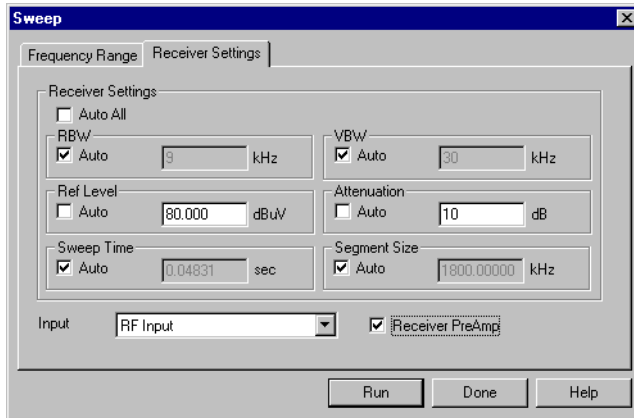 Sweep
Frequency Range Receiver Settings
Receiver Settings
Auto All
RBW VBW
Auto 9 kHz Auto 30 kHz
Ref Level Attenuation
Auto 80.000 dBuV Auto 10 dB
Sweep Time Segment Size
Auto 0.04831 sec Auto 1800.00000 kHz
Input RF Input Receiver PreAmp
Run Done Help